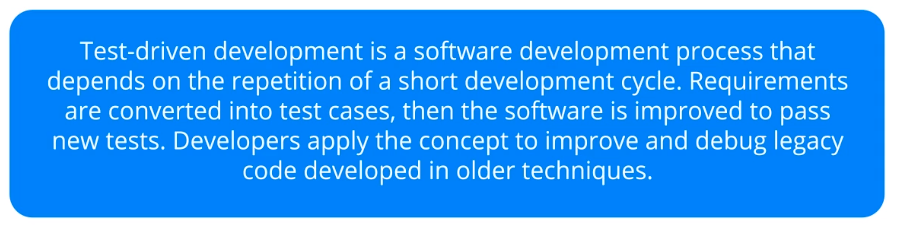 Test-driven development is a software development process that
depends on the repetition of a short development cycle. Requirements
are converted into test cases, then the software is improved to pass
new tests. Developers apply the concept to improve and debug legacy
code developed in older techniques.